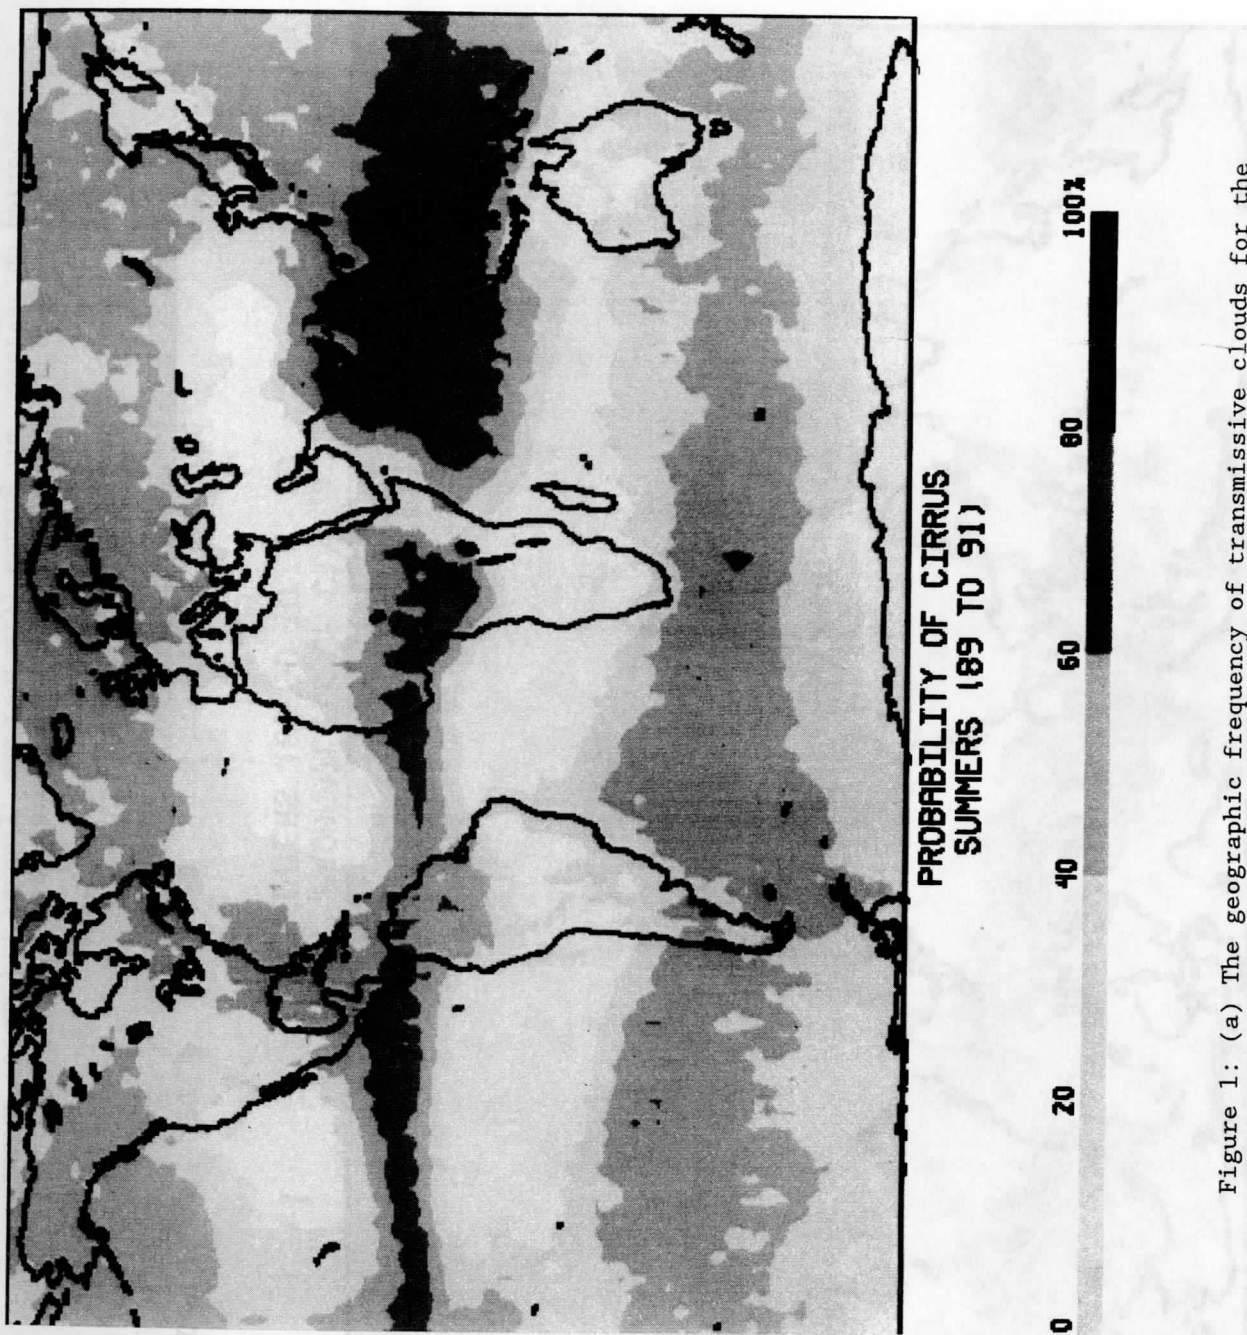 PROBABILITY OF CIRRUS
SUMMERS (89 TO 91)
0 20 40 60 80 100%
Figure 1: (a) The geographic frequency of transmissive clouds for the